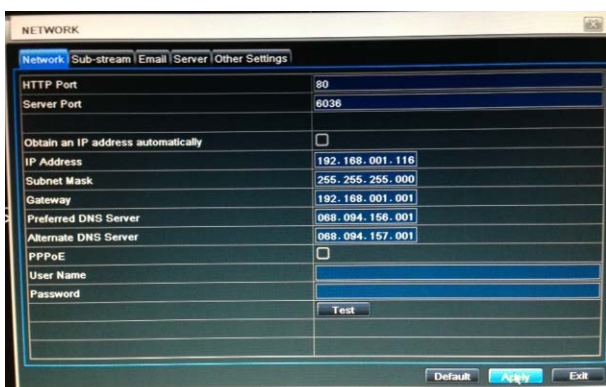 NETWORK
Network Sub-stream Email Server Other Settings
HTTP Port 80
Server Port 6036
Obtain an IP address automatically
IP Address 192.168.001.116
Subnet Mask 255.255.255.000
Gateway 192.168.001.001
Preferred DNS Server 068.094.156.001
Alternate DNS Server 068.094.157.001
PPPoE
User Name
Password
Test
Default Apply Exit